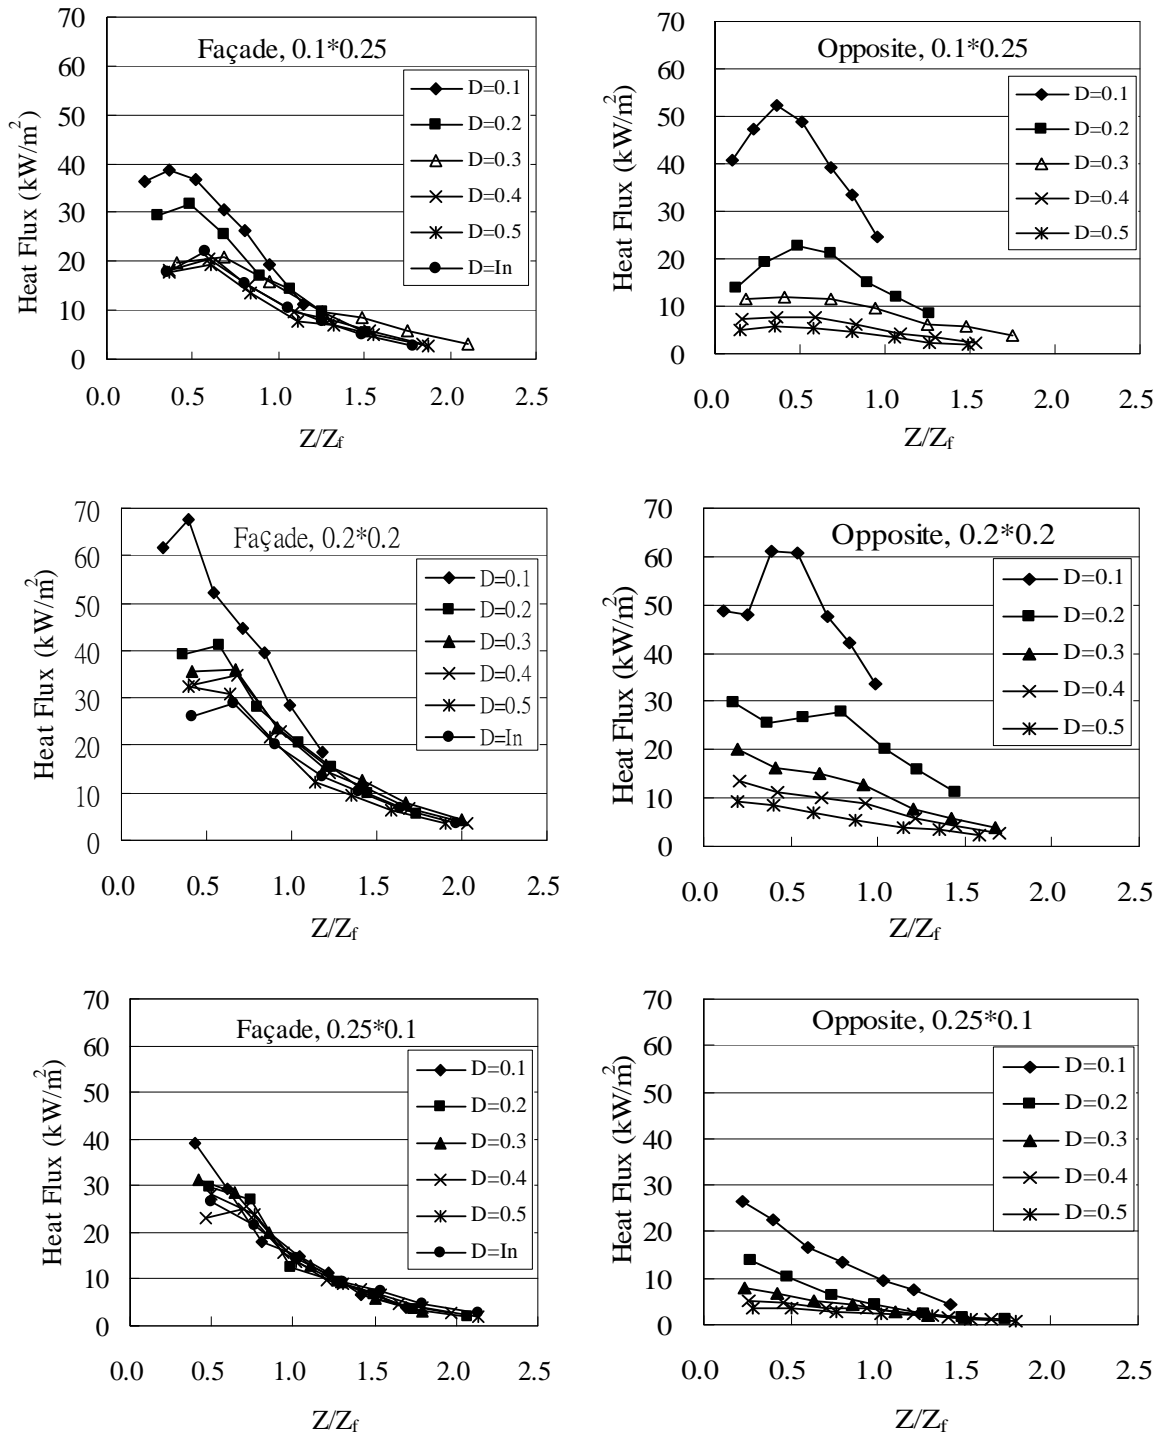 Façade, 0.1*0.25
Heat Flux (kW/m²)
70
60
50
40
30
20
10
0
0.0 0.5 1.0 1.5 2.0 2.5
Z/Zf
D=0.1
D=0.2
D=0.3
D=0.4
D=0.5
D=In
Opposite, 0.1*0.25
Heat Flux (kW/m²)
70
60
50
40
30
20
10
0
0.0 0.5 1.0 1.5 2.0 2.5
Z/Zf
D=0.1
D=0.2
D=0.3
D=0.4
D=0.5
Façade, 0.2*0.2
Heat Flux (kW/m²)
70
60
50
40
30
20
10
0
0.0 0.5 1.0 1.5 2.0 2.5
Z/Zf
D=0.1
D=0.2
D=0.3
D=0.4
D=0.5
D=In
Opposite, 0.2*0.2
Heat Flux (kW/m²)
70
60
50
40
30
20
10
0
0.0 0.5 1.0 1.5 2.0 2.5
Z/Zf
D=0.1
D=0.2
D=0.3
D=0.4
D=0.5
Façade, 0.25*0.1
Heat Flux (kW/m²)
70
60
50
40
30
20
10
0
0.0 0.5 1.0 1.5 2.0 2.5
Z/Zf
D=0.1
D=0.2
D=0.3
D=0.4
D=0.5
D=In
Opposite, 0.25*0.1
Heat Flux (kW/m²)
70
60
50
40
30
20
10
0
0.0 0.5 1.0 1.5 2.0 2.5
Z/Zf
D=0.1
D=0.2
D=0.3
D=0.4
D=0.5